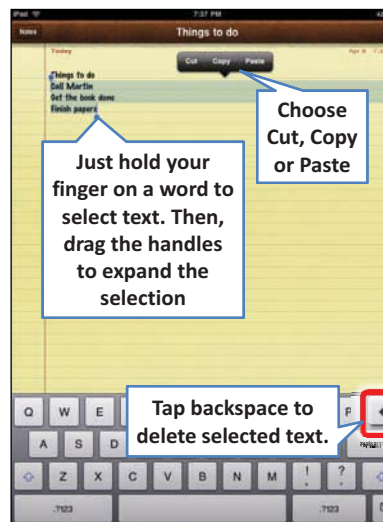 iPad 7:37 PM
Notes Things to do
Today Apr 8
Cut Copy Paste
Things to do
Call Martin
Get the book done
Finish papers
Choose
Cut, Copy
or Paste
Just hold your
finger on a word to
select text. Then,
drag the handles
to expand the
selection
Tap backspace to
delete selected text.
Q W E P
A S D
Z X C V B N M ! , ? .
.?123 .?123